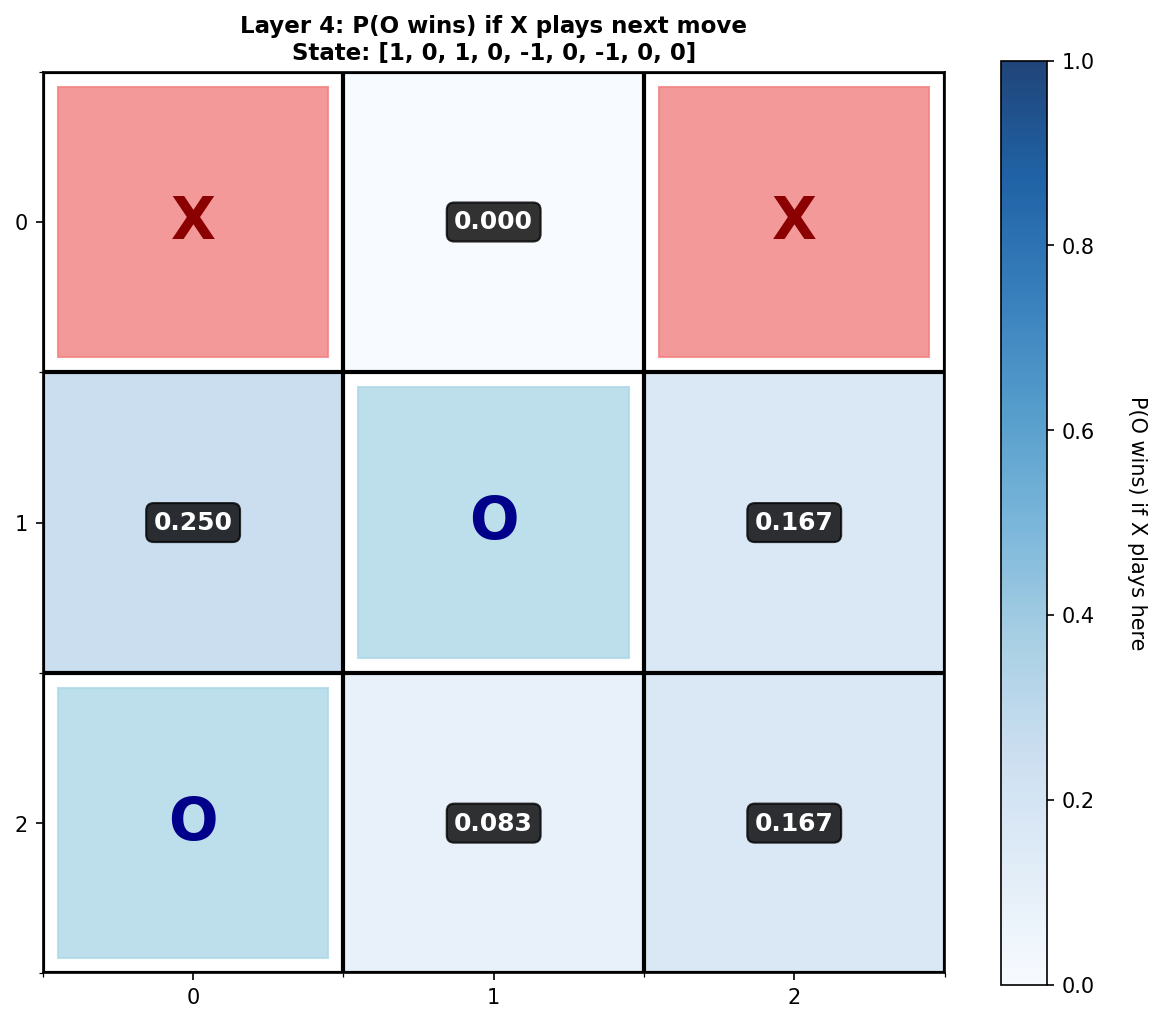 Layer 4: P(O wins) if X plays next move
State: [1, 0, 1, 0, -1, 0, -1, 0, 0]
X
0.000
X
0.250
O
0.167
O
0.083
0.167
0
1
2
0
1
2
1.0
0.8
0.6
0.4
0.2
0.0
P(O wins) if X plays here